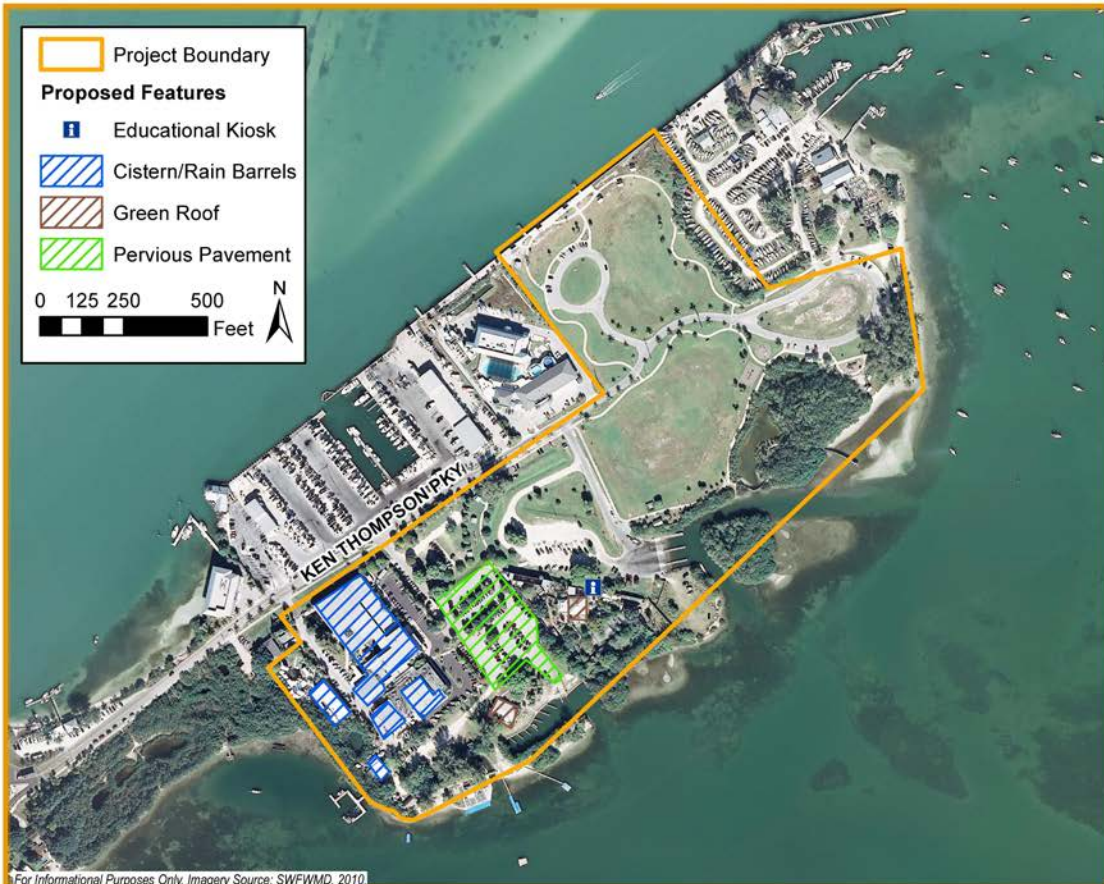 Project Boundary
Proposed Features
i
Educational Kiosk
Cistern/Rain Barrels
Green Roof
Pervious Pavement
0 125 250 500
Feet
N
KEN THOMPSON PKY
i
For Informational Purposes Only. Imagery Source: SWFWMD, 2010.